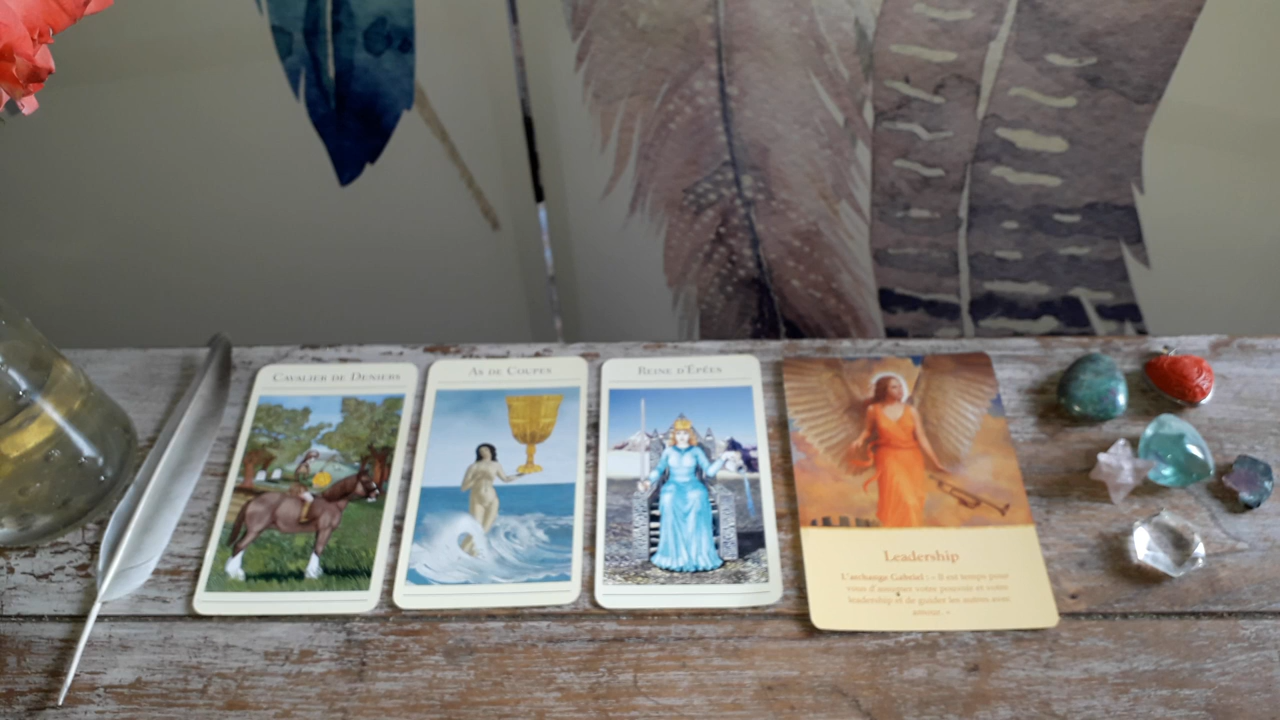 CAVALIER DE DENIERS
AS DE COUPES
REINE D'ÉPÉES
Leadership
L'archange Gabriel : « Il est temps pour
vous d'assumer votre pouvoir et votre
leadership et de guider les autres avec
amour. »